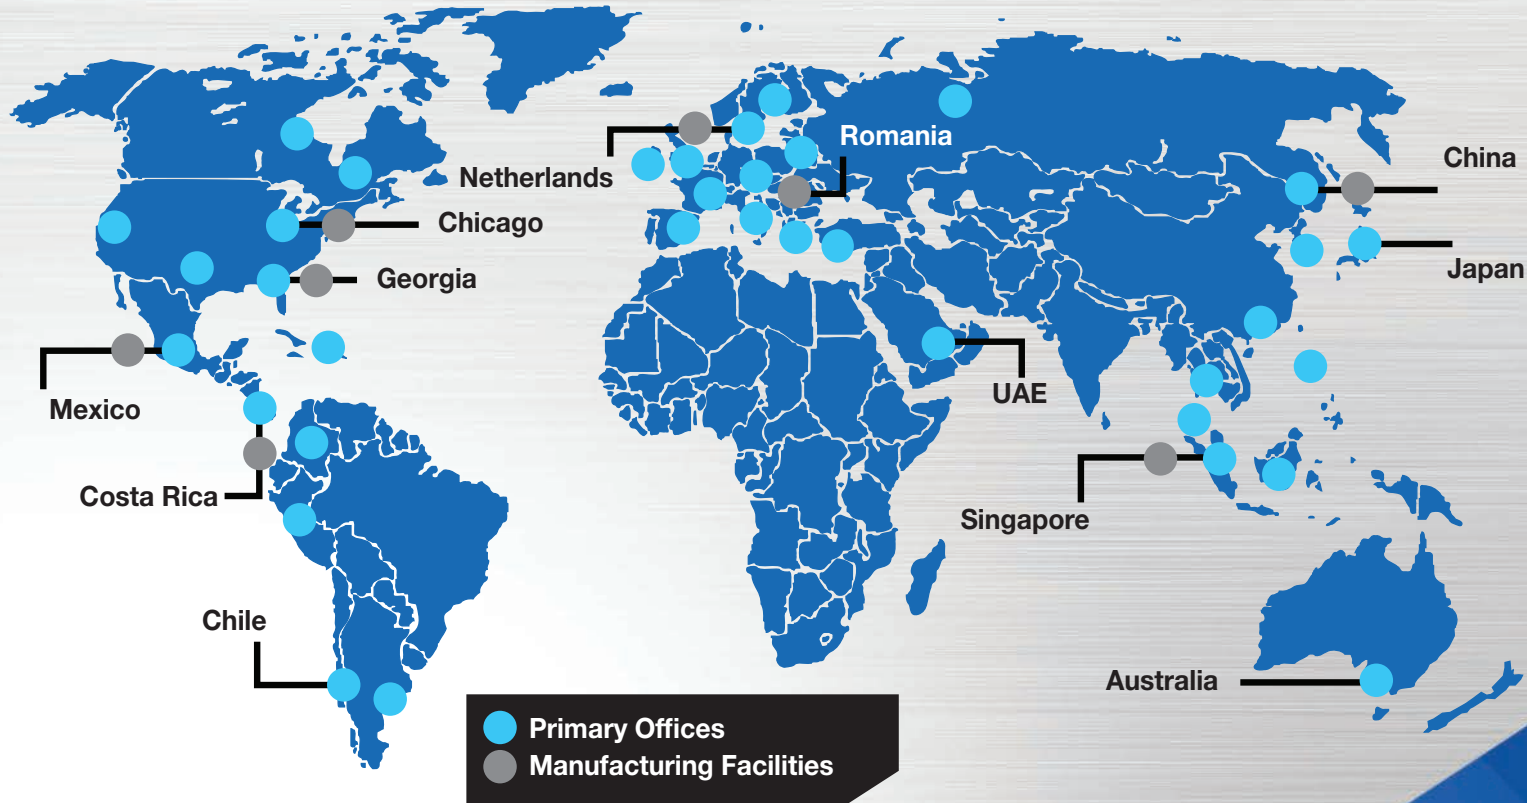 Romania
China
Netherlands
Chicago
Japan
Georgia
UAE
Mexico
Costa Rica
Singapore
Chile
Australia
Primary Offices
Manufacturing Facilities